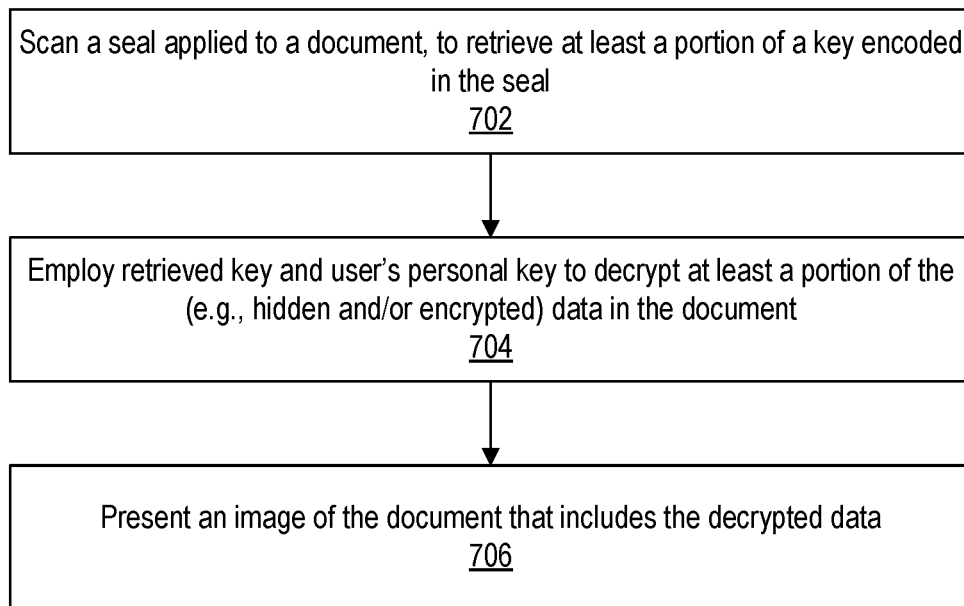 Scan a seal applied to a document, to retrieve at least a portion of a key encoded
in the seal
702
Employ retrieved key and user’s personal key to decrypt at least a portion of the
(e.g., hidden and/or encrypted) data in the document
704
Present an image of the document that includes the decrypted data
706